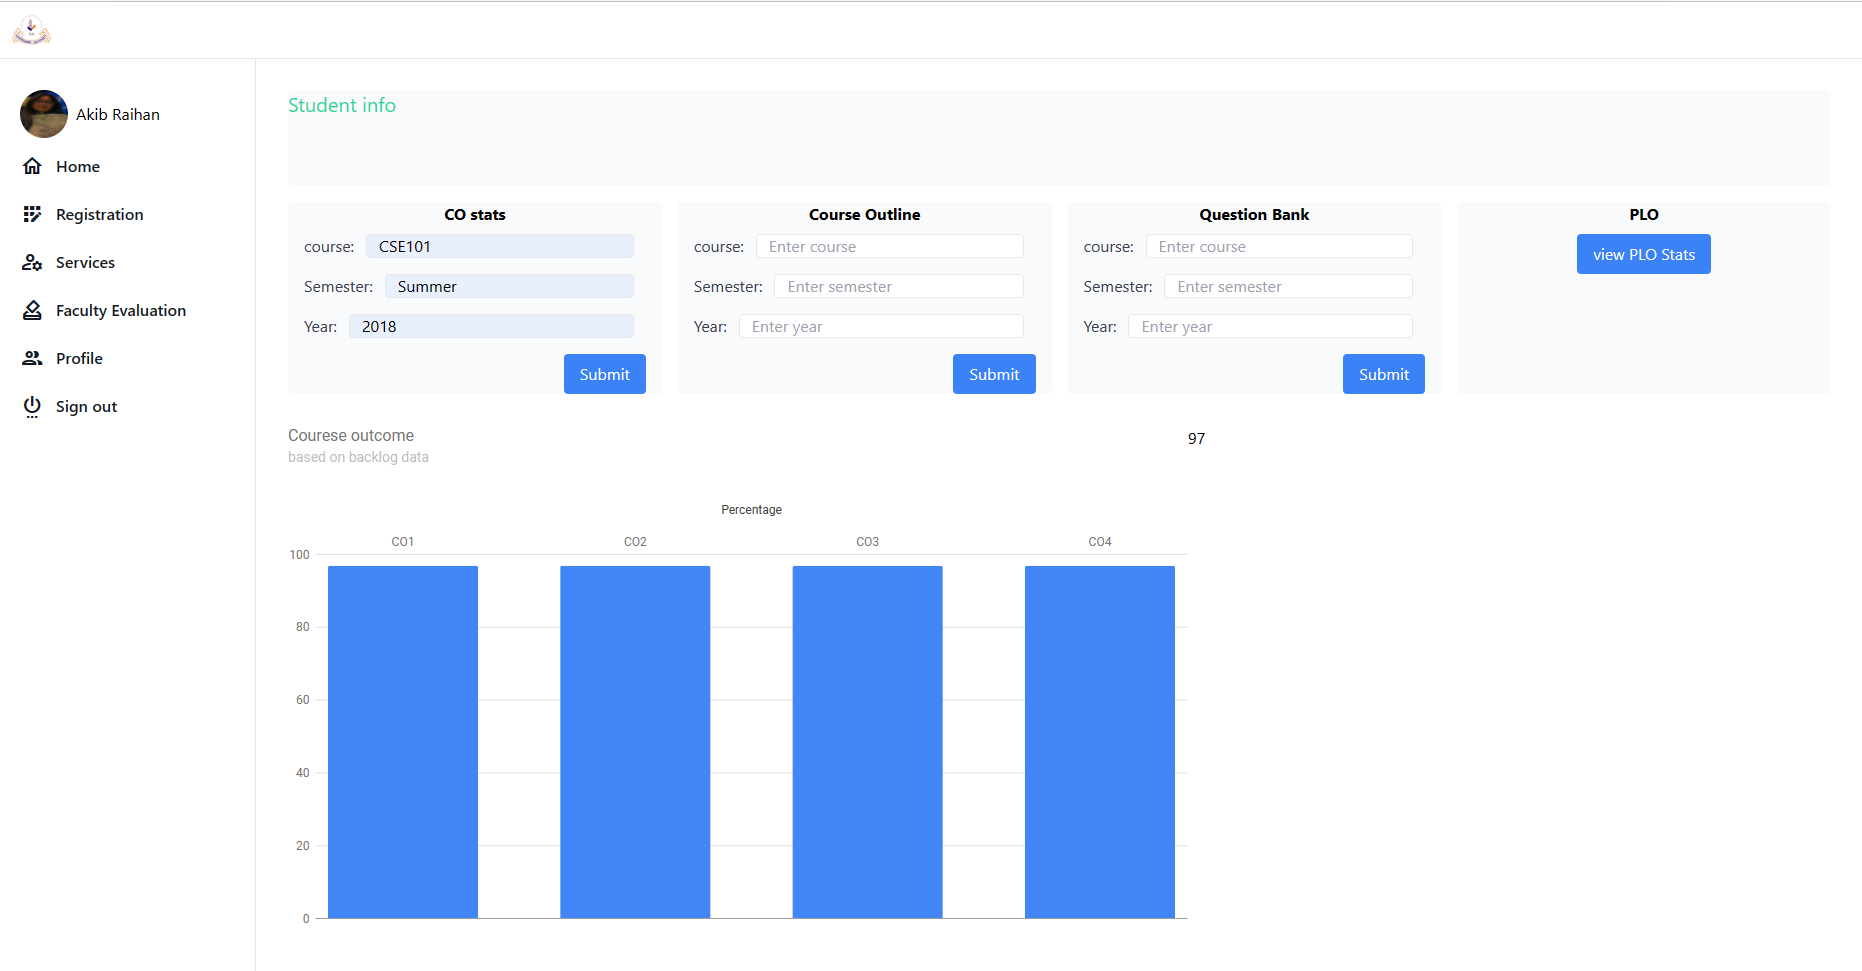 Akib Raihan
Home
Registration
Services
Faculty Evaluation
Profile
Sign out
Student info
CO stats
course: CSE101
Semester: Summer
Year: 2018
Submit
Course Outline
course: Enter course
Semester: Enter semester
Year: Enter year
Submit
Question Bank
course: Enter course
Semester: Enter semester
Year: Enter year
Submit
PLO
view PLO Stats
Courese outcome
based on backlog data
97
Percentage
CO1 CO2 CO3 CO4
100
80
60
40
20
0